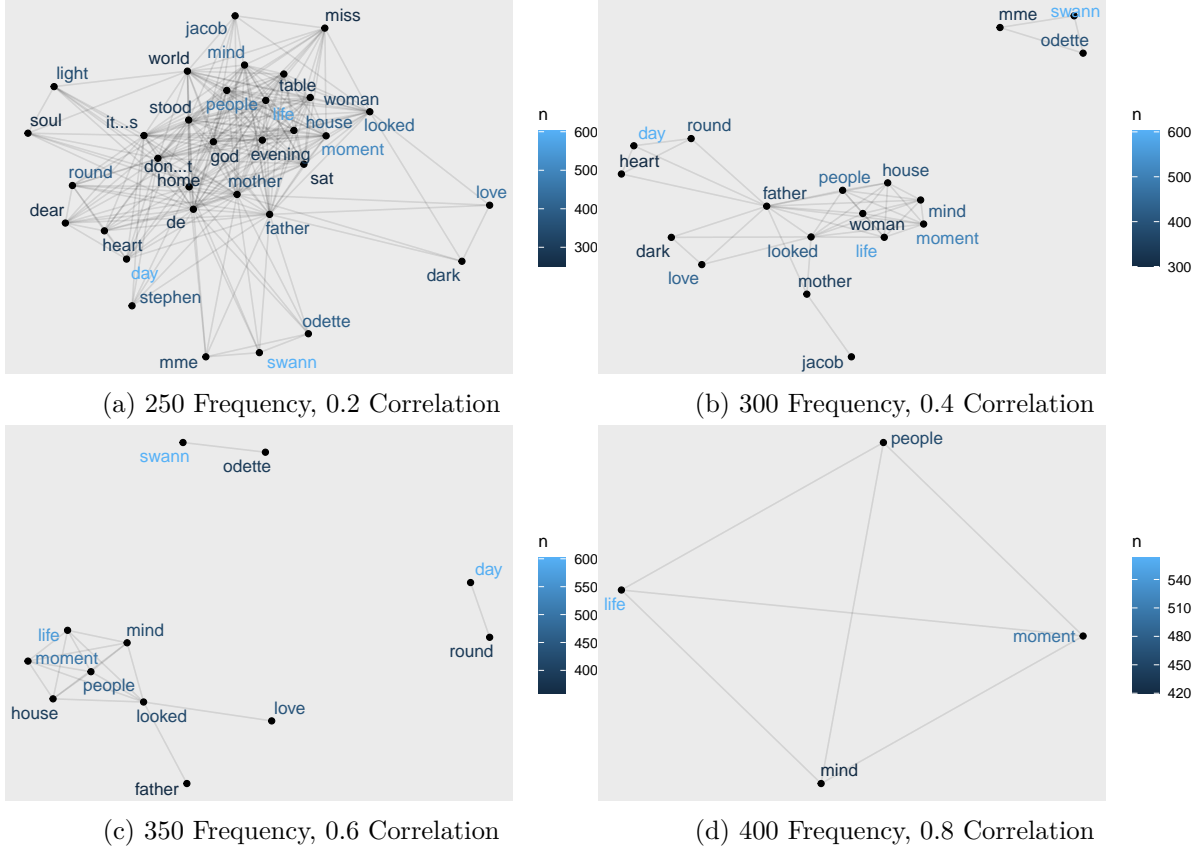 miss
jacob
mind
world
light
table
people
life
woman
stood
house
looked
soul
it...s
moment
god
evening
don...t
home
mother
sat
round
love
dear
de
father
heart
day
dark
stephen
odette
mme
swann
n
600
500
400
300
(a) 250 Frequency, 0.2 Correlation
mme
swann
odette
day
round
heart
father
people
house
mind
woman
moment
dark
looked
life
love
mother
jacob
n
600
500
400
300
(b) 300 Frequency, 0.4 Correlation
swann
odette
day
round
life
mind
moment
people
house
looked
love
father
n
600
550
500
450
400
(c) 350 Frequency, 0.6 Correlation
people
life
moment
mind
n
540
510
480
450
420
(d) 400 Frequency, 0.8 Correlation